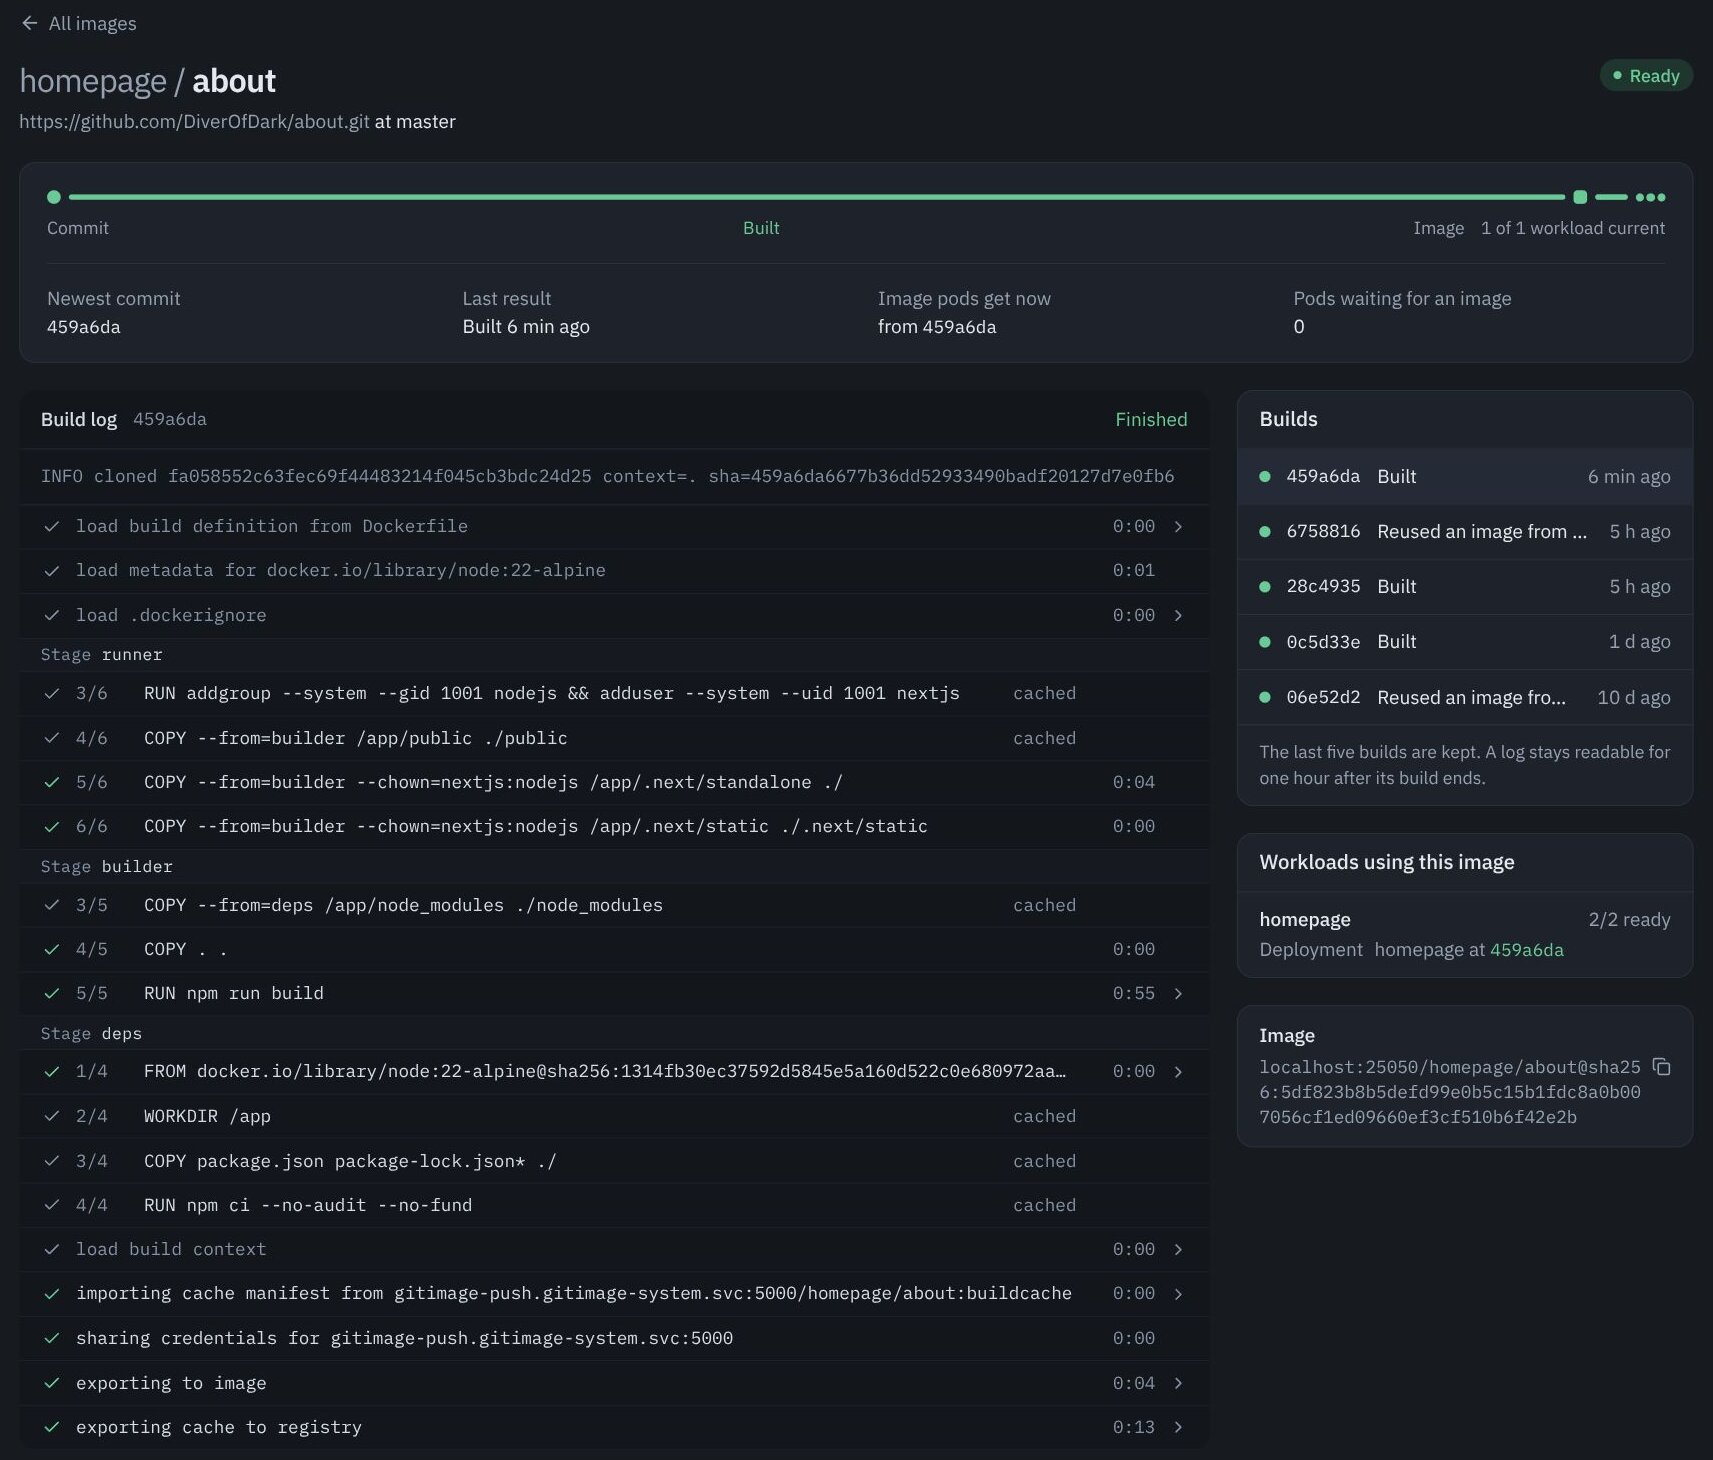 All images
homepage / about
Ready
https://github.com/DiverOfDark/about.git at master
Commit
Built
Image 1 of 1 workload current
Newest commit
459a6da
Last result
Built 6 min ago
Image pods get now
from 459a6da
Pods waiting for an image
0
Build log 459a6da Finished
INFO cloned fa058552c63fec69f44483214f045cb3bdc24d25 context=. sha=459a6da6677b36dd52933490badf20127d7e0fb6
load build definition from Dockerfile 0:00
load metadata for docker.io/library/node:22-alpine 0:01
load .dockerignore 0:00
Stage runner
3/6 RUN addgroup --system --gid 1001 nodejs && adduser --system --uid 1001 nextjs cached
4/6 COPY --from=builder /app/public ./public cached
5/6 COPY --from=builder --chown=nextjs:nodejs /app/.next/standalone ./ 0:04
6/6 COPY --from=builder --chown=nextjs:nodejs /app/.next/static ./.next/static 0:00
Stage builder
3/5 COPY --from=deps /app/node_modules ./node_modules cached
4/5 COPY . . 0:00
5/5 RUN npm run build 0:55
Stage deps
1/4 FROM docker.io/library/node:22-alpine@sha256:1314fb30ec37592d5845e5a160d522c0e680972aa… 0:00
2/4 WORKDIR /app cached
3/4 COPY package.json package-lock.json* ./ cached
4/4 RUN npm ci --no-audit --no-fund cached
load build context 0:00
importing cache manifest from gitimage-push.gitimage-system.svc:5000/homepage/about:buildcache 0:00
sharing credentials for gitimage-push.gitimage-system.svc:5000 0:00
exporting to image 0:04
exporting cache to registry 0:13
Builds
459a6da Built 6 min ago
6758816 Reused an image from ... 5 h ago
28c4935 Built 5 h ago
0c5d33e Built 1 d ago
06e52d2 Reused an image fro... 10 d ago
The last five builds are kept. A log stays readable for
one hour after its build ends.
Workloads using this image
homepage 2/2 ready
Deployment homepage at 459a6da
Image
localhost:25050/homepage/about@sha25
6:5df823b8b5defd99e0b5c15b1fdc8a0b00
7056cf1ed09660ef3cf510b6f42e2b